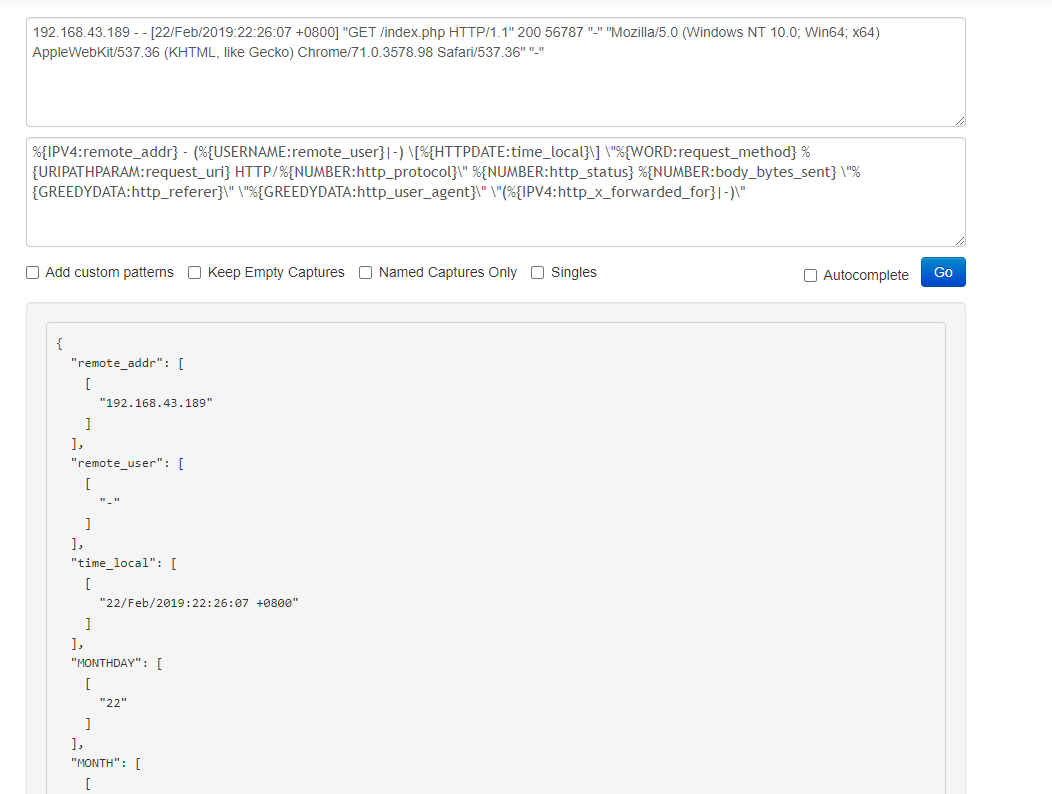 192.168.43.189 - - [22/Feb/2019:22:26:07 +0800] "GET /index.php HTTP/1.1" 200 56787 "-" "Mozilla/5.0 (Windows NT 10.0; Win64; x64)
AppleWebKit/537.36 (KHTML, like Gecko) Chrome/71.0.3578.98 Safari/537.36" "-"
%{IPV4:remote_addr} - (%{USERNAME:remote_user}|-) \[%{HTTPDATE:time_local}\] \"%{WORD:request_method} %
{URIPATHPARAM:request_uri} HTTP/%{NUMBER:http_protocol}\" %{NUMBER:http_status} %{NUMBER:body_bytes_sent} \"%
{GREEDYDATA:http_referer}\" \"%{GREEDYDATA:http_user_agent}\" \"(%{IPV4:http_x_forwarded_for}|-)\"
Add custom patterns Keep Empty Captures Named Captures Only Singles Autocomplete Go
{
"remote_addr": [
[
"192.168.43.189"
]
],
"remote_user": [
[
"-"
]
],
"time_local": [
[
"22/Feb/2019:22:26:07 +0800"
]
],
"MONTHDAY": [
[
"22"
]
],
"MONTH": [
[